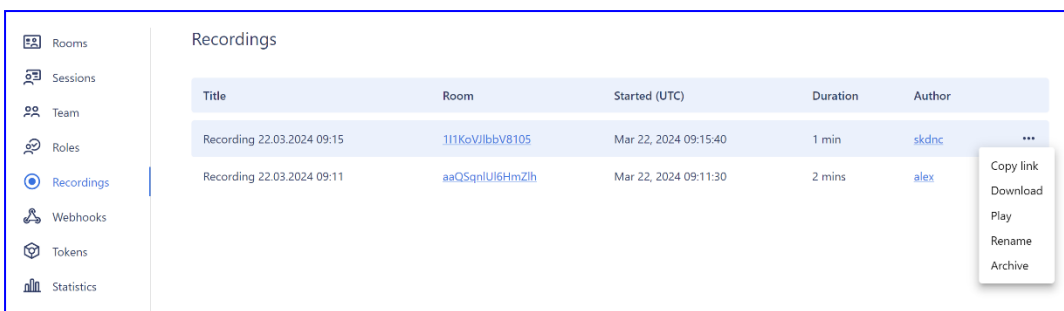 Rooms
Sessions
Team
Roles
Recordings
Webhooks
Tokens
Statistics
Recordings
Title Room Started (UTC) Duration Author
Recording 22.03.2024 09:15 1I1KoVJlbbV8105 Mar 22, 2024 09:15:40 1 min skdnc •••
Recording 22.03.2024 09:11 aaQSqnlUl6HmZlh Mar 22, 2024 09:11:30 2 mins alex
Copy link
Download
Play
Rename
Archive